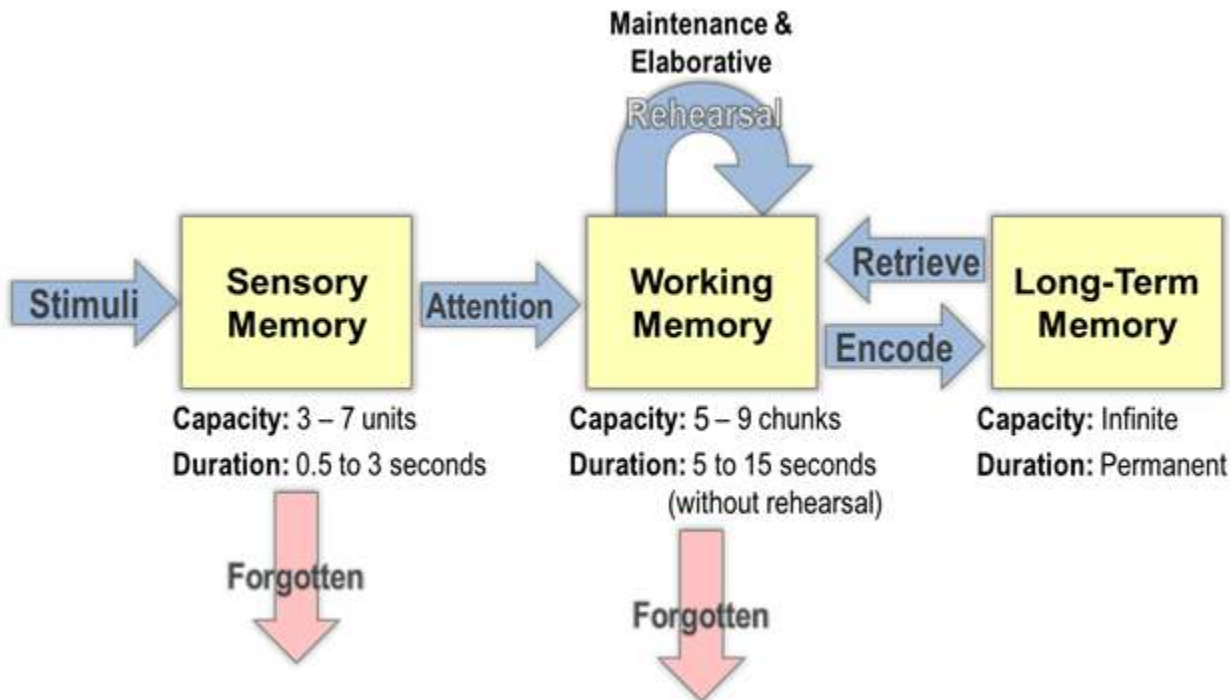 Maintenance &
Elaborative
Rehearsal
Stimuli
Sensory
Memory
Attention
Working
Memory
Retrieve
Encode
Long-Term
Memory
Capacity: 3 – 7 units
Duration: 0.5 to 3 seconds
Forgotten
Capacity: 5 – 9 chunks
Duration: 5 to 15 seconds
(without rehearsal)
Forgotten
Capacity: Infinite
Duration: Permanent